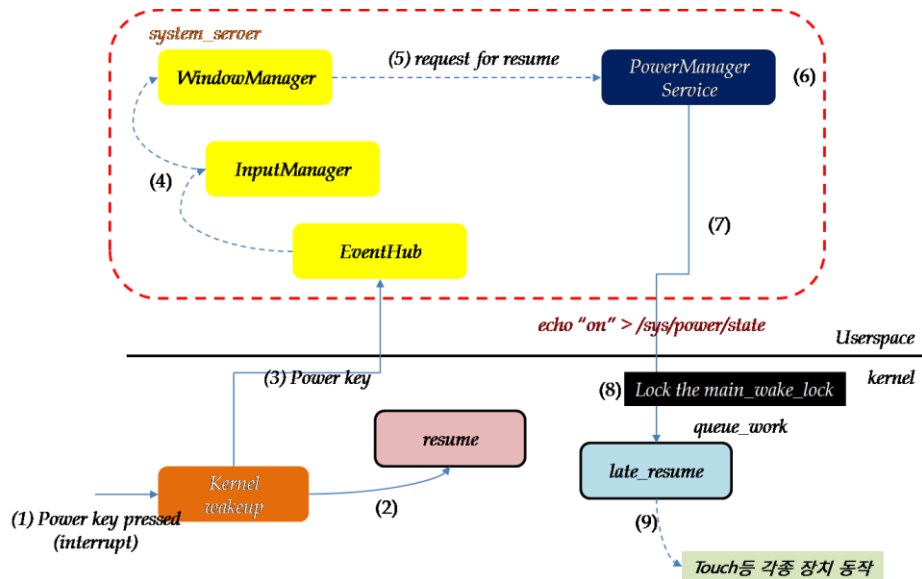 system_server
WindowManager
(5) request for resume
PowerManager
Service
(6)
(4)
InputManager
(7)
EventHub
echo “on” > /sys/power/state
Userspace
kernel
(3) Power key
(8)
Lock the main_wake_lock
queue_work
resume
late_resume
Kernel
wakeup
(2)
(1) Power key pressed
(interrupt)
(9)
Touch등 각종 장치 동작